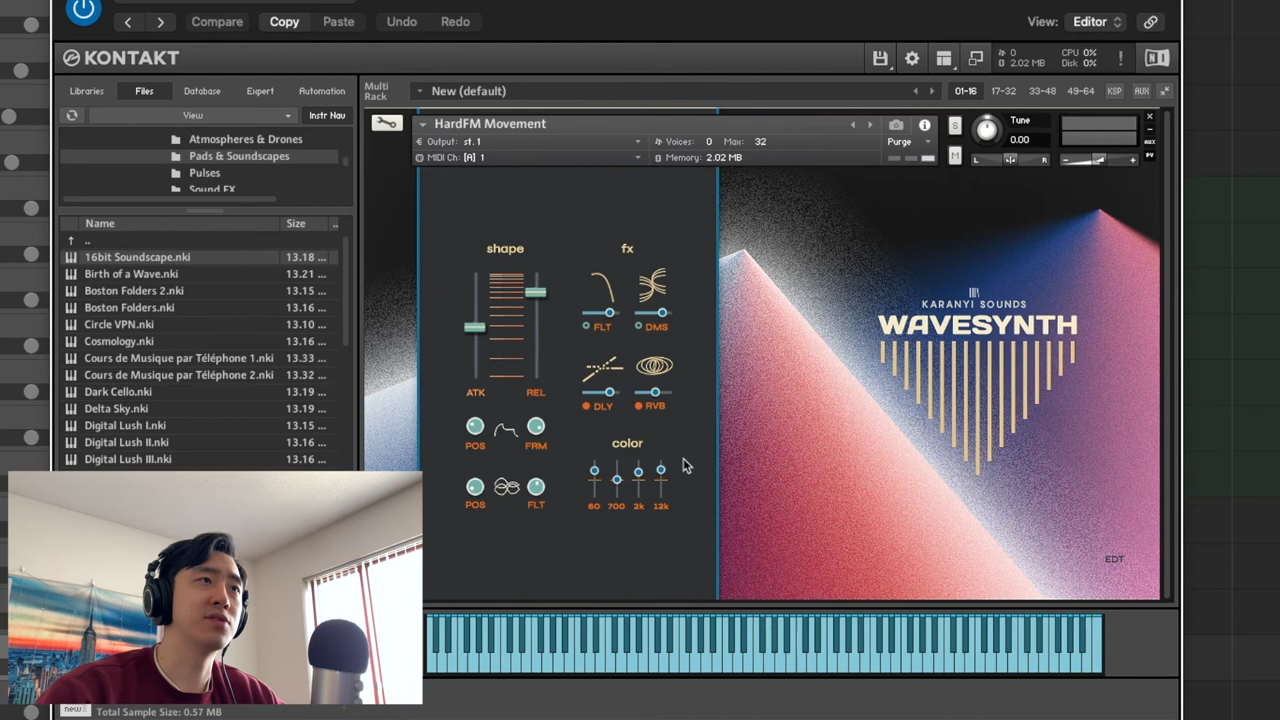 Compare Copy Paste Undo Redo View: Editor
KONTAKT
0
2.02 MB
CPU 0%
Disk 0%
!
Libraries Files Database Expert Automation
View Instr Nav
Atmospheres & Drones
Pads & Soundscapes
Pulses
Sound FX
Name Size ..
..
16bit Soundscape.nki 13.18 ...
Birth of a Wave.nki 13.21 ...
Boston Folders 2.nki 13.15 ...
Boston Folders.nki 13.16 ...
Circle VPN.nki 13.10 ...
Cosmology.nki 13.16 ...
Cours de Musique par Téléphone 1.nki 13.33 ...
Cours de Musique par Téléphone 2.nki 13.32 ...
Dark Cello.nki 13.19 ...
Delta Sky.nki 13.19 ...
Digital Lush I.nki 13.15 ...
Digital Lush II.nki 13.16 ...
Digital Lush III.nki 13.16 ...
Multi
Rack
New (default) 01-16 17-32 33-48 49-64 KSP AUX
HardFM Movement
Output: st.1 Voices: 0 Max: 32 Purge
MIDI Ch: [A] 1 Memory: 2.02 MB
S
M
Tune
0.00
L R - +
AUX
PV
shape
ATK REL
POS FRM
POS FLT
fx
FLT DMS
DLY RVB
color
60 700 2k 12k
KARANYI SOUNDS
WAVESYNTH
EDT
new
Total Sample Size: 0.57 MB